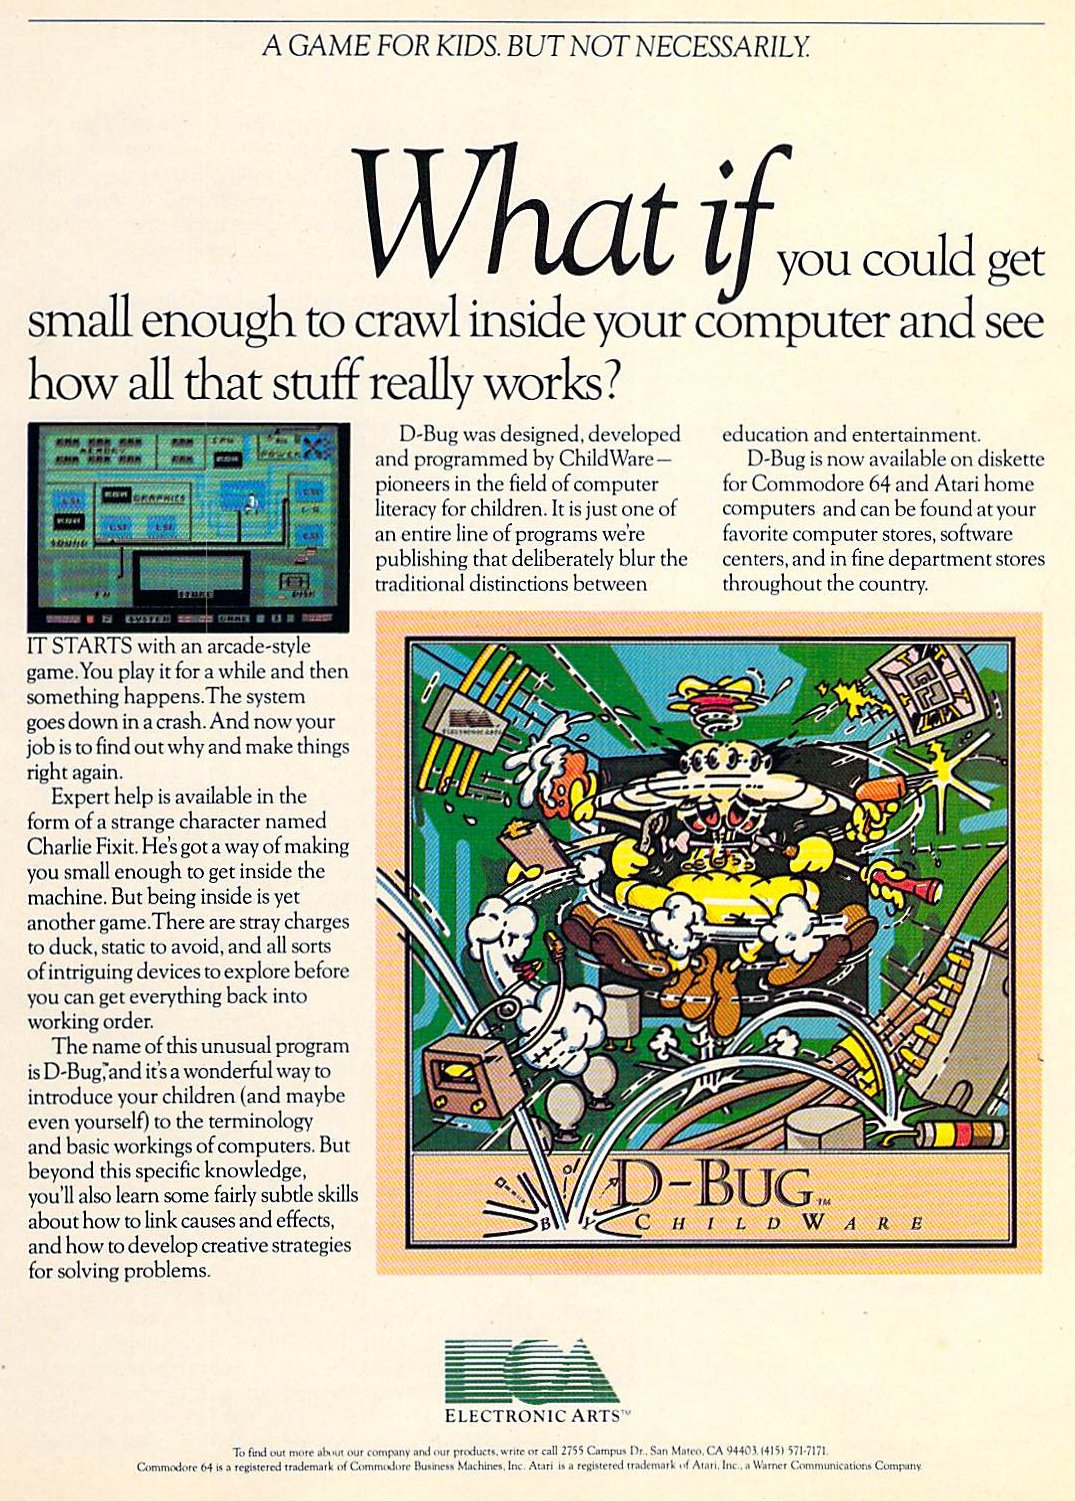 A GAME FOR KIDS. BUT NOT NECESSARILY.
What if you could get
small enough to crawl inside your computer and see
how all that stuff really works?
MEMORY
CPU
POWER
ROM GRAPHICS
LSI
SOUND
LSI LSI
STORE
DISK
SYSTEM GAME
IT STARTS with an arcade-style
game. You play it for a while and then
something happens. The system
goes down in a crash. And now your
job is to find out why and make things
right again.
Expert help is available in the
form of a strange character named
Charlie Fixit. He's got a way of making
you small enough to get inside the
machine. But being inside is yet
another game. There are stray charges
to duck, static to avoid, and all sorts
of intriguing devices to explore before
you can get everything back into
working order.
The name of this unusual program
is D-Bug,™ and it's a wonderful way to
introduce your children (and maybe
even yourself) to the terminology
and basic workings of computers. But
beyond this specific knowledge,
you'll also learn some fairly subtle skills
about how to link causes and effects,
and how to develop creative strategies
for solving problems.
D-Bug was designed, developed
and programmed by ChildWare—
pioneers in the field of computer
literacy for children. It is just one of
an entire line of programs we're
publishing that deliberately blur the
traditional distinctions between
education and entertainment.
D-Bug is now available on diskette
for Commodore 64 and Atari home
computers and can be found at your
favorite computer stores, software
centers, and in fine department stores
throughout the country.
ECA
ELECTRONIC ARTS
D-BUG™
BY CHILDWARE
ECA
ELECTRONIC ARTS™
To find out more about our company and our products, write or call 2755 Campus Dr., San Mateo, CA 94403 (415) 571-7171.
Commodore 64 is a registered trademark of Commodore Business Machines, Inc. Atari is a registered trademark of Atari, Inc., a Warner Communications Company.